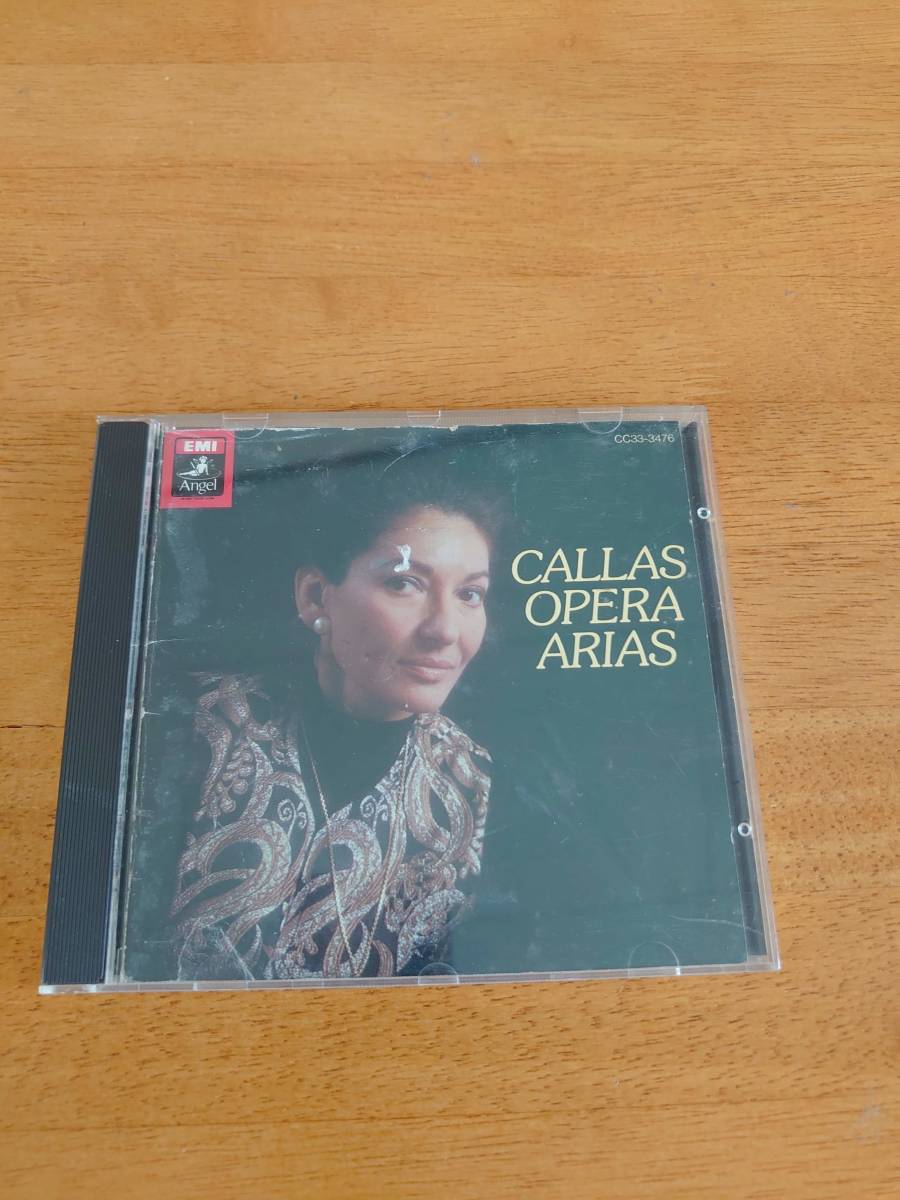 EMI
Angel
CC33-3476
CALLAS
OPERA
ARIAS